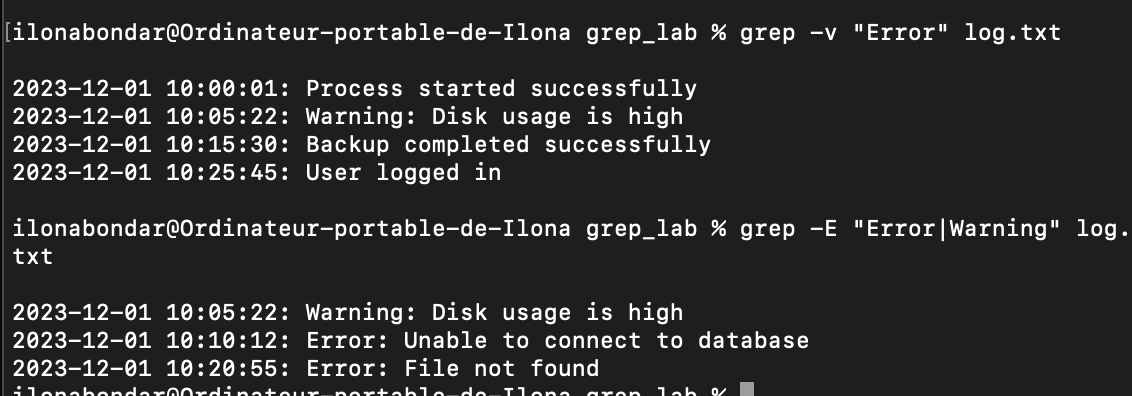 [ilonabondar@Ordinateur-portable-de-Ilona grep_lab % grep -v "Error" log.txt
2023-12-01 10:00:01: Process started successfully
2023-12-01 10:05:22: Warning: Disk usage is high
2023-12-01 10:15:30: Backup completed successfully
2023-12-01 10:25:45: User logged in
ilonabondar@Ordinateur-portable-de-Ilona grep_lab % grep -E "Error|Warning" log.
txt
2023-12-01 10:05:22: Warning: Disk usage is high
2023-12-01 10:10:12: Error: Unable to connect to database
2023-12-01 10:20:55: Error: File not found
ilonabondar@Ordinateur-portable-de-Ilona grep_lab %